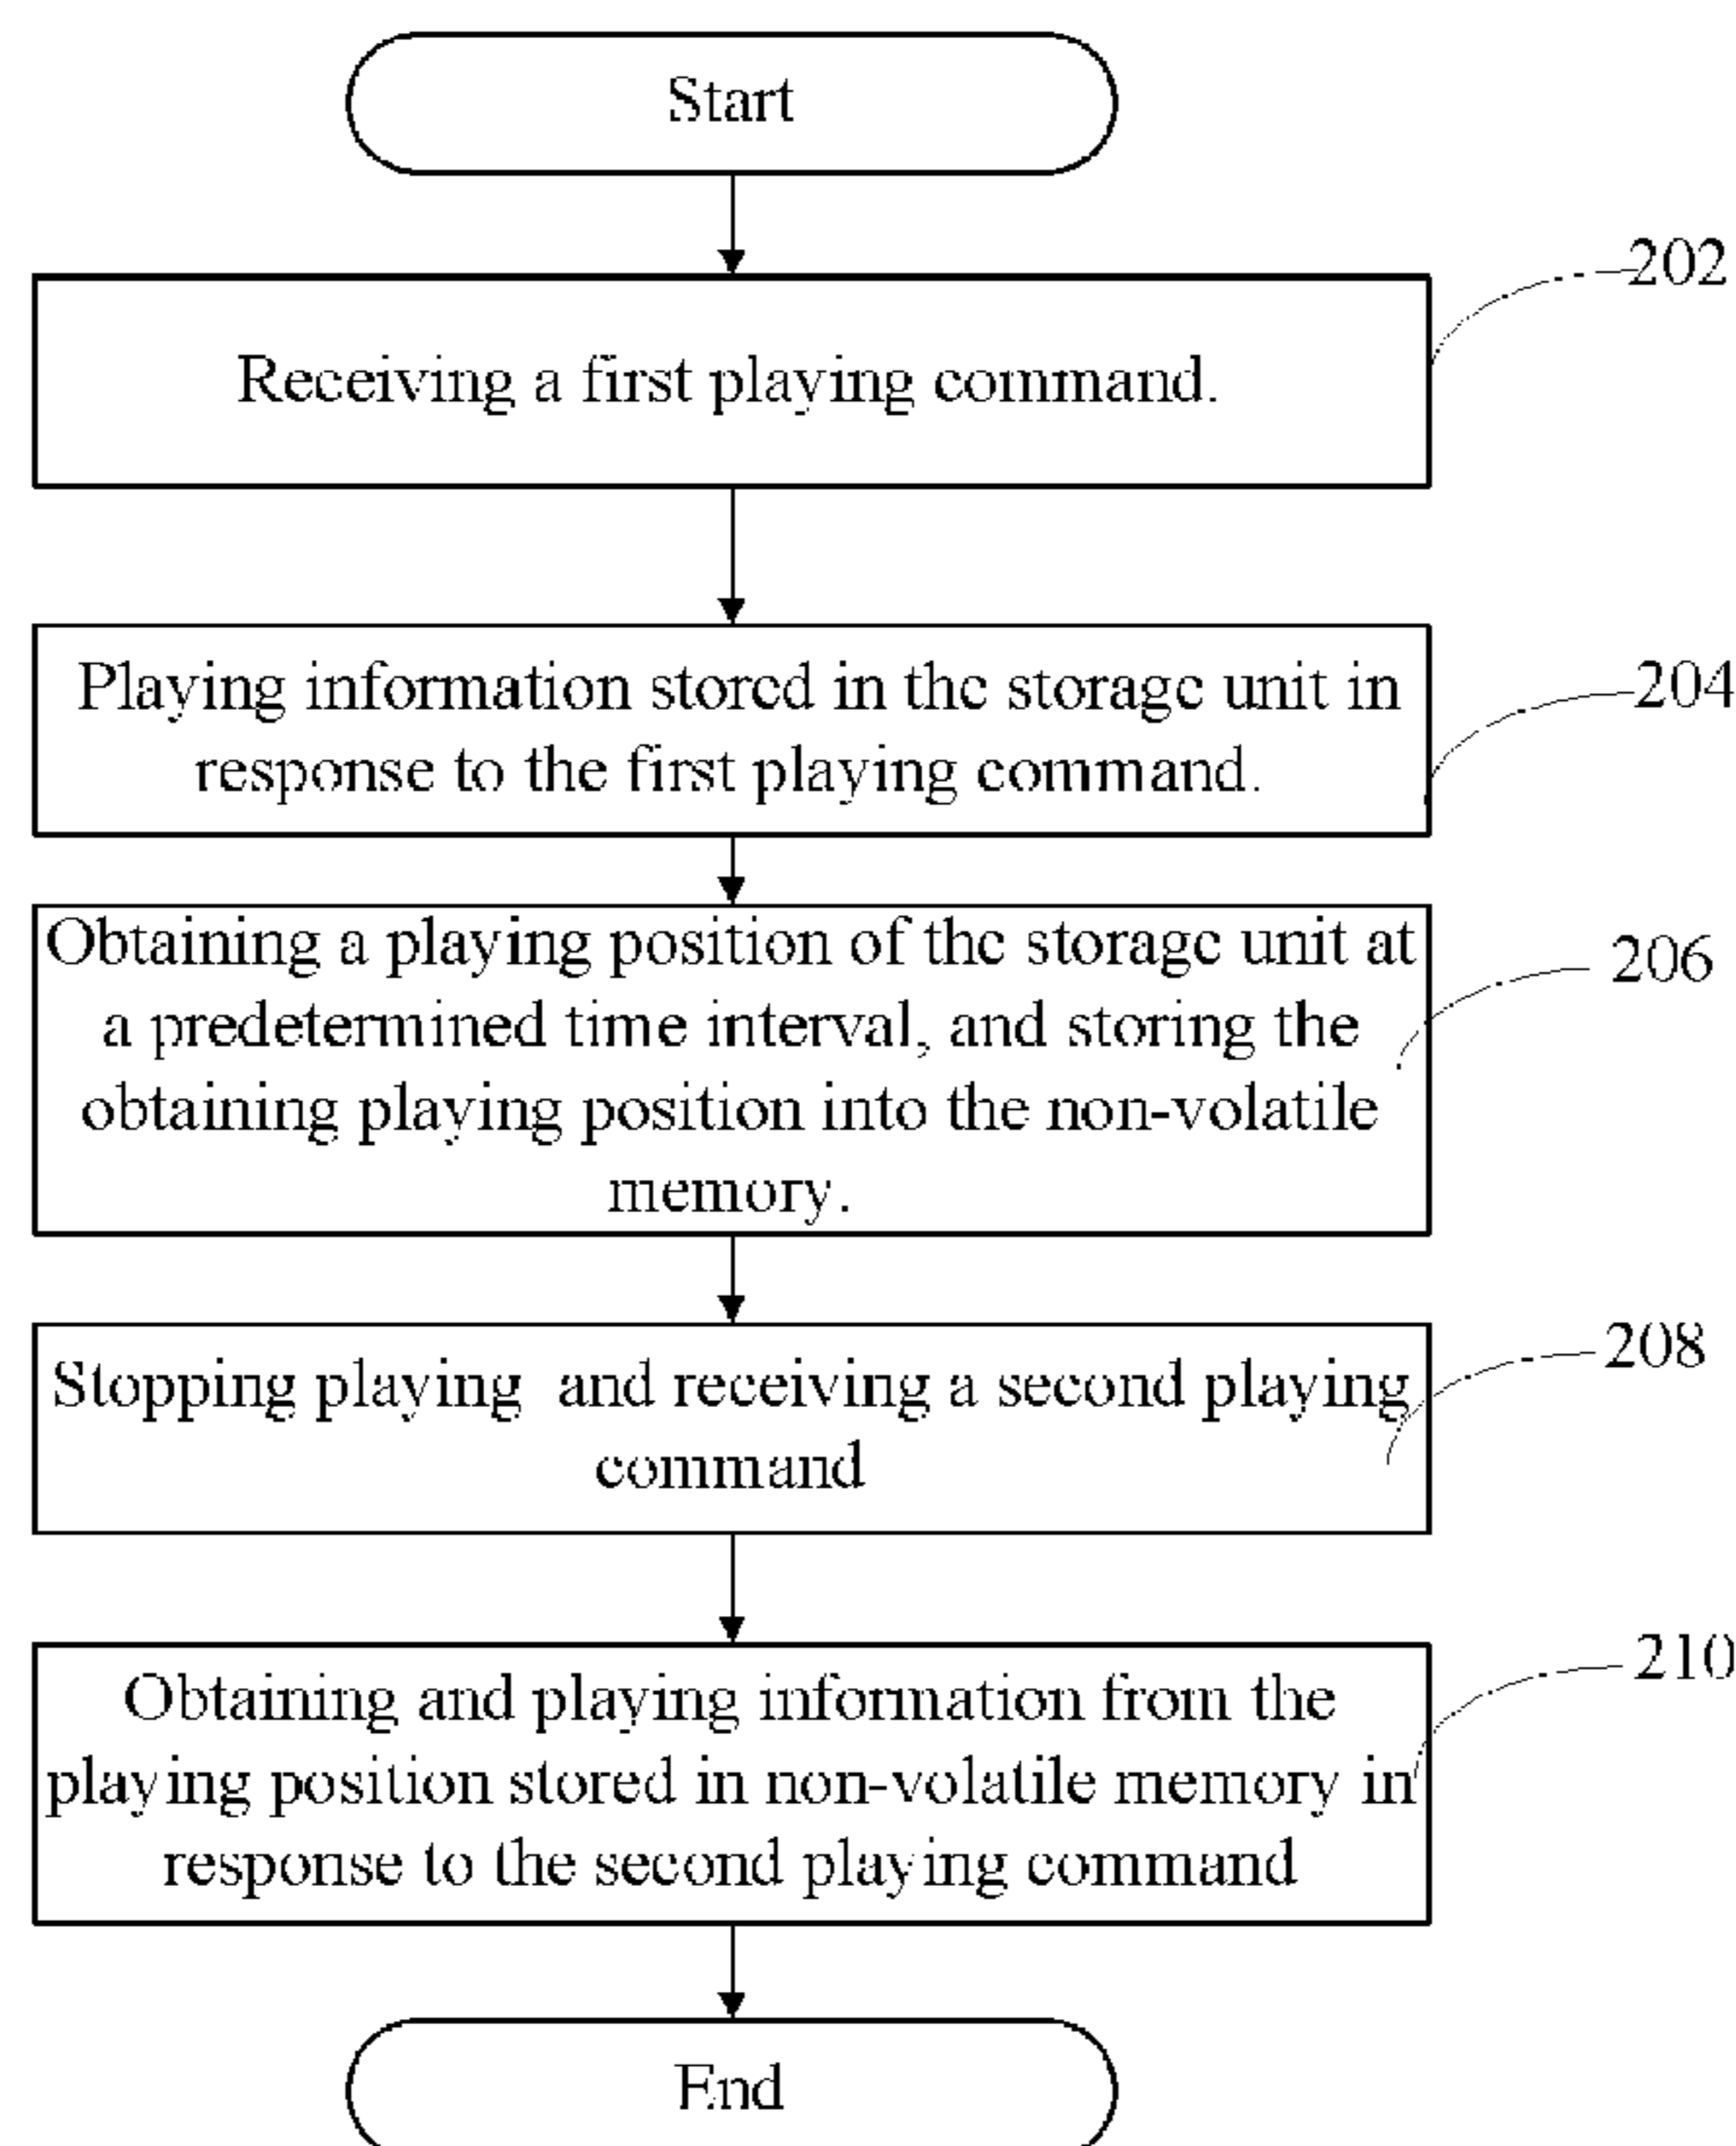 Start
202
Receiving a first playing command.
204
Playing information stored in the storage unit in
response to the first playing command.
206
Obtaining a playing position of the storage unit at
a predetermined time interval, and storing the
obtaining playing position into the non-volatile
memory.
208
Stopping playing and receiving a second playing
command
210
Obtaining and playing information from the
playing position stored in non-volatile memory in
response to the second playing command
End